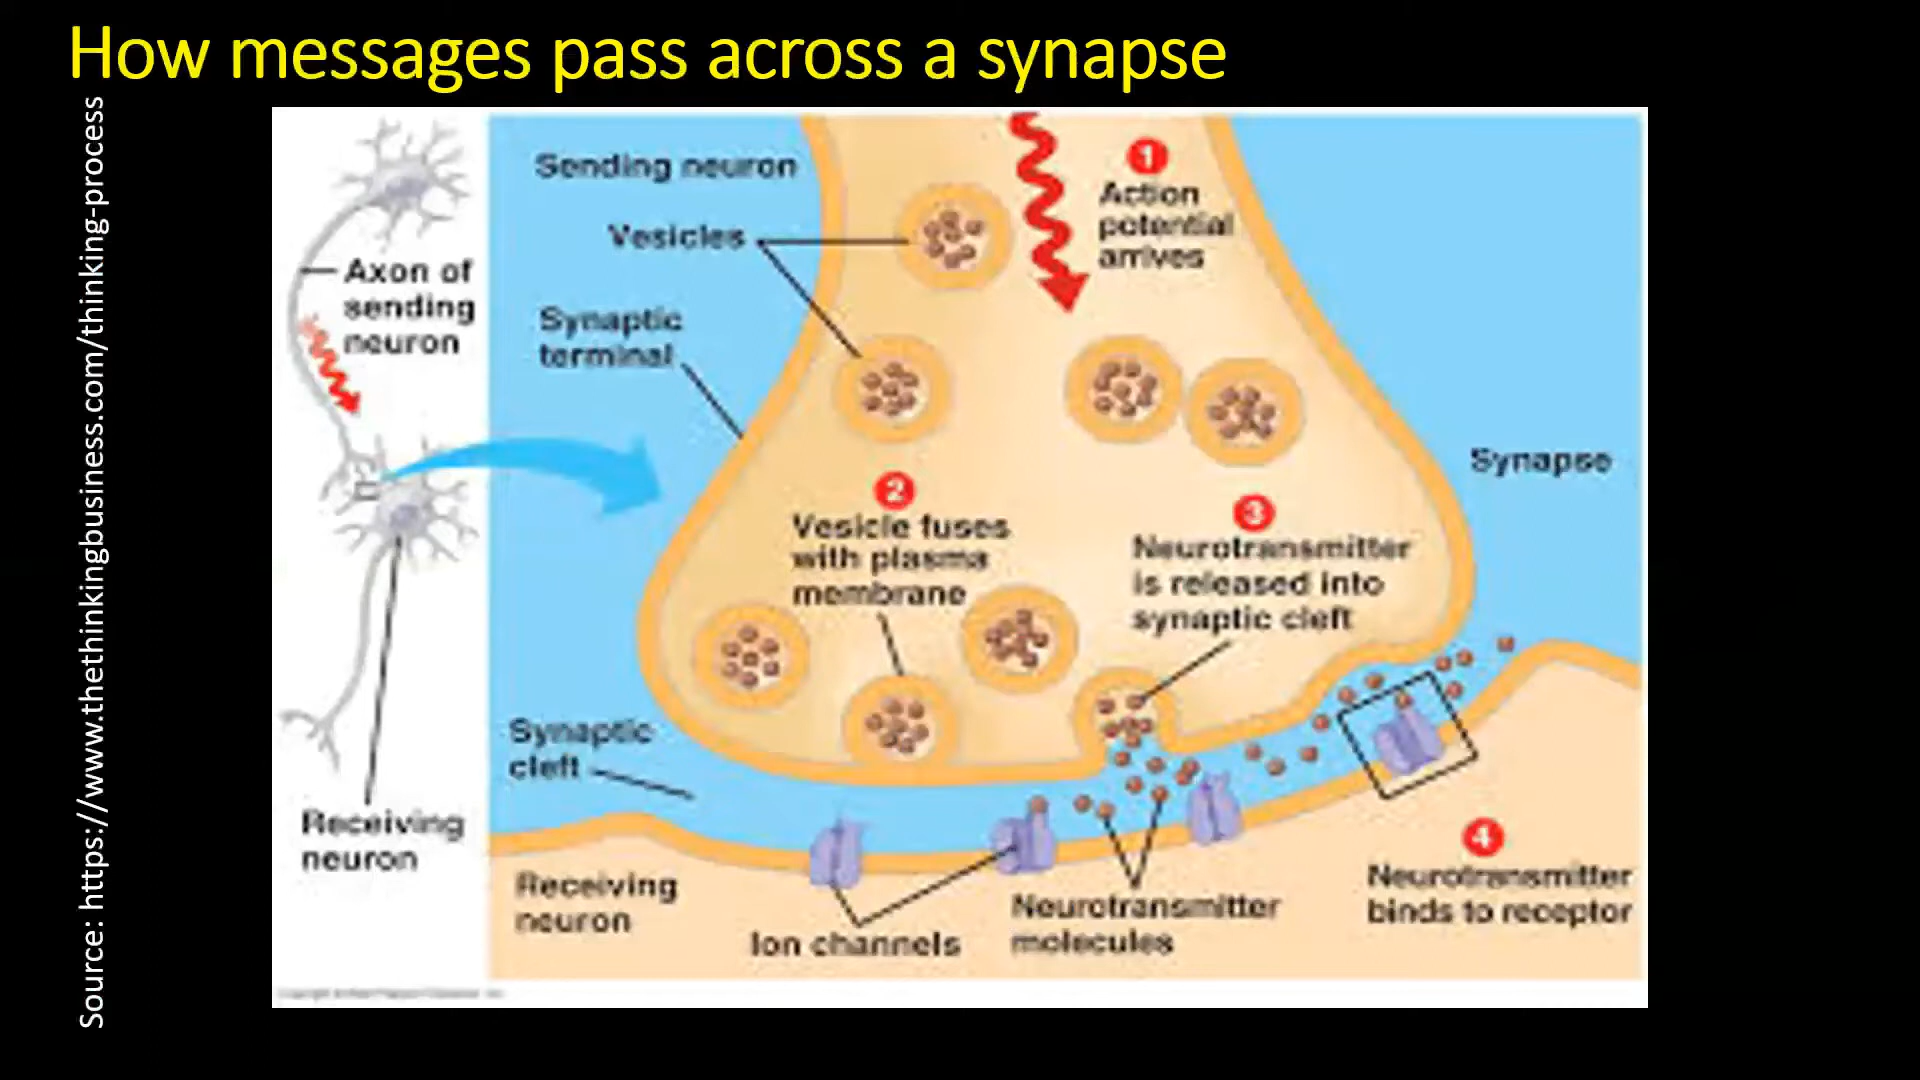 How messages pass across a synapse
Source: https://www.thethinkingbusiness.com/thinking-process
Axon of
sending
neuron
Receiving
neuron
Sending neuron
Vesicles
Synaptic
terminal
1
Action
potential
arrives
Synapse
2
Vesicle fuses
with plasma
membrane
3
Neurotransmitter
is released into
synaptic cleft
Synaptic
cleft
Receiving
neuron
Ion channels
Neurotransmitter
molecules
4
Neurotransmitter
binds to receptor